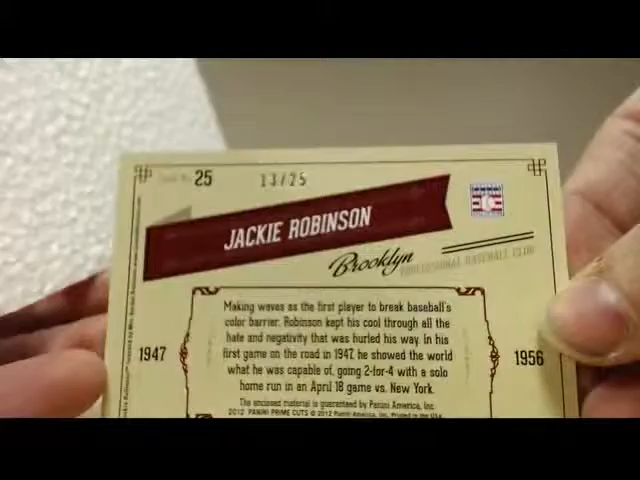 25
13/25
JACKIE ROBINSON
Brooklyn
PROFESSIONAL BASEBALL CLUB
Making waves as the first player to break baseball's
color barrier, Robinson kept his cool through all the
hate and negativity that was hurled his way. In his
first game on the road in 1947, he showed the world
what he was capable of, going 2-for-4 with a solo
home run in an April 18 game vs. New York.
1947
1956
The enclosed material is guaranteed by Panini America, Inc.
2012 PANINI PRIME CUTS © 2012 Panini America, Inc. Printed in the USA.